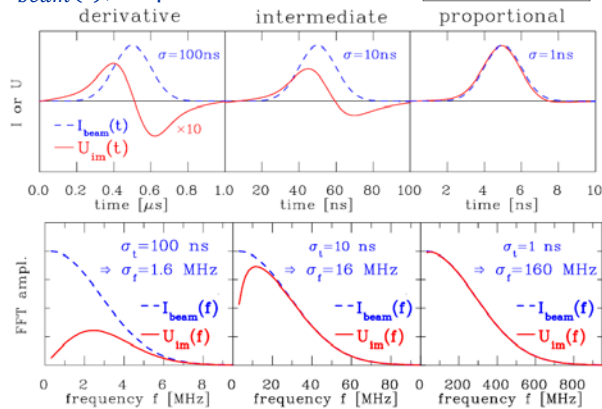 derivative intermediate proportional
I or U
σ=100ns
σ=10ns
σ=1ns
I_beam(t)
U_im(t)
×10
0.0 0.2 0.4 0.6 0.8 1.0
20 40 60 80 100
0 2 4 6 8 10
time [μs] time [ns] time [ns]
FFT ampl.
σ_t=100 ns
⇒ σ_f=1.6 MHz
I_beam(f)
U_im(f)
σ_t=10 ns
⇒ σ_f=16 MHz
I_beam(f)
U_im(f)
σ_t=1 ns
⇒ σ_f=160 MHz
I_beam(f)
U_im(f)
0 2 4 6 8
0 20 40 60 80
0 200 400 600 800
frequency f [MHz] frequency f [MHz] frequency f [MHz]